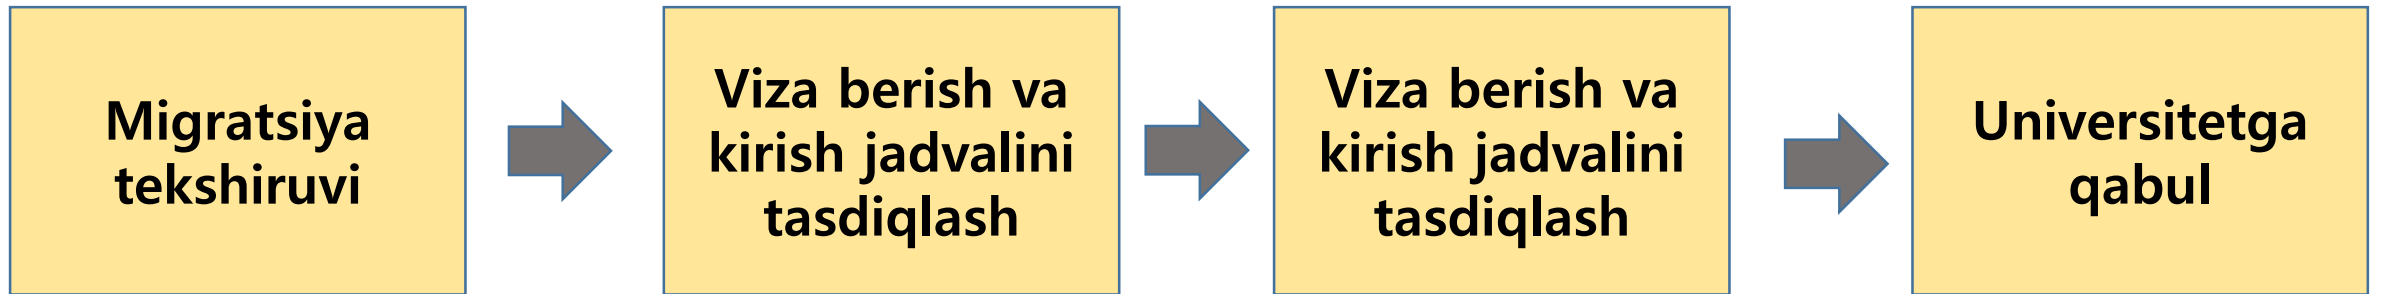 Migratsiya
tekshiruvi
Viza berish va
kirish jadvalini
tasdiqlash
Viza berish va
kirish jadvalini
tasdiqlash
Universitetga
qabul